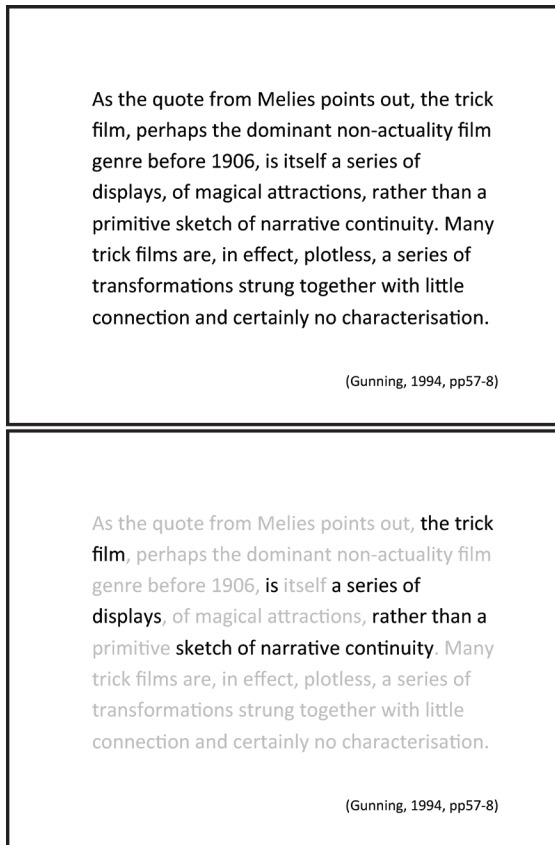 As the quote from Melies points out, the trick
film, perhaps the dominant non-actuality film
genre before 1906, is itself a series of
displays, of magical attractions, rather than a
primitive sketch of narrative continuity. Many
trick films are, in effect, plotless, a series of
transformations strung together with little
connection and certainly no characterisation.
(Gunning, 1994, pp57-8)
As the quote from Melies points out, the trick
film, perhaps the dominant non-actuality film
genre before 1906, is itself a series of
displays, of magical attractions, rather than a
primitive sketch of narrative continuity. Many
trick films are, in effect, plotless, a series of
transformations strung together with little
connection and certainly no characterisation.
(Gunning, 1994, pp57-8)